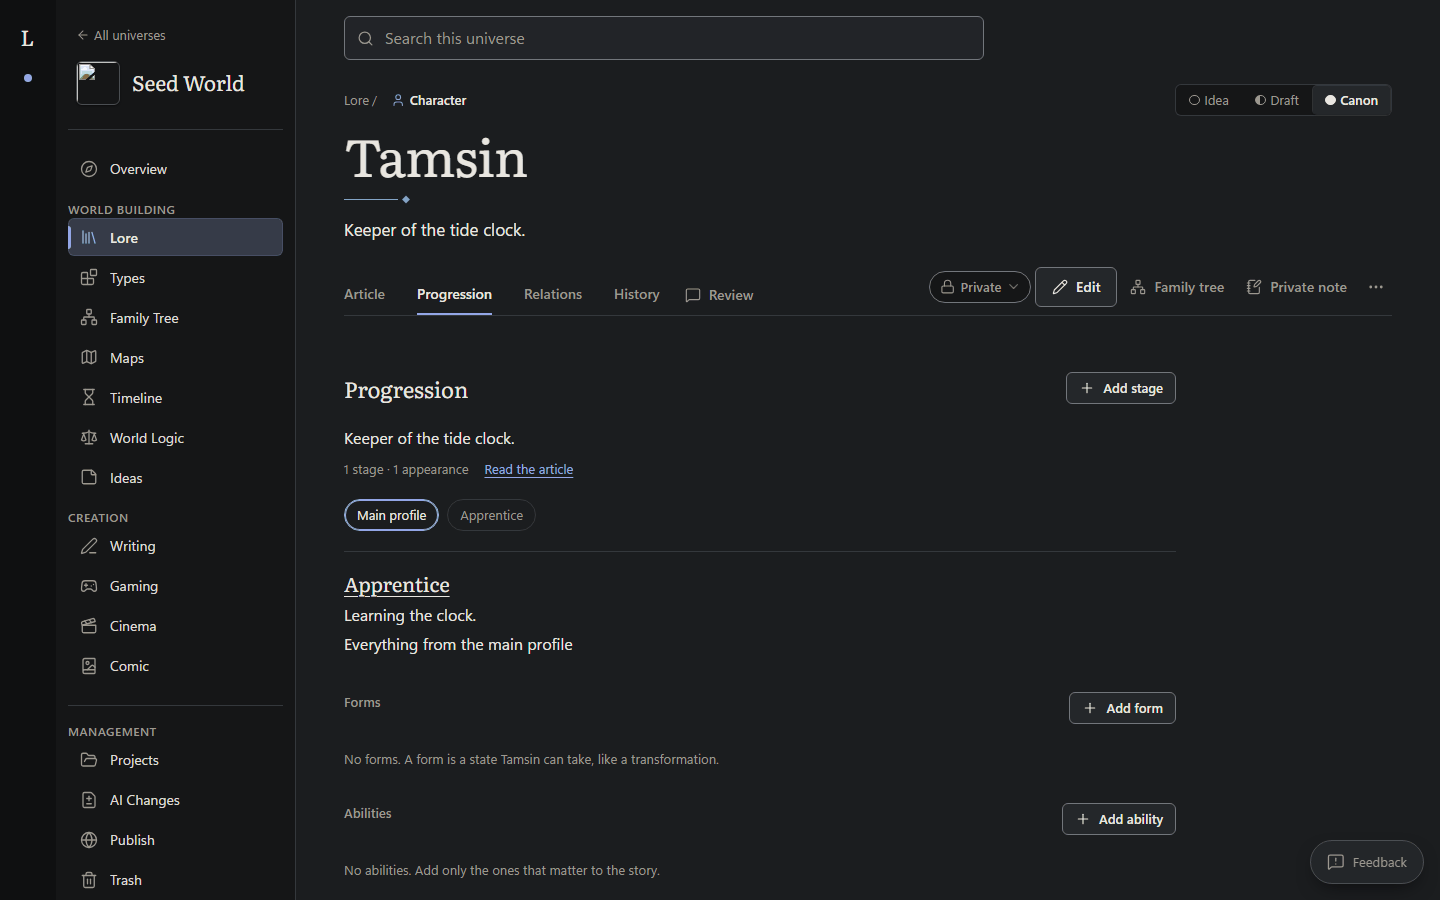 L
All universes
Seed World
Overview
WORLD BUILDING
Lore
Types
Family Tree
Maps
Timeline
World Logic
Ideas
CREATION
Writing
Gaming
Cinema
Comic
MANAGEMENT
Projects
AI Changes
Publish
Trash
Search this universe
Lore / Character
Idea Draft Canon
Tamsin
Keeper of the tide clock.
Article Progression Relations History Review
Private Edit Family tree Private note
Progression
Add stage
Keeper of the tide clock.
1 stage · 1 appearance Read the article
Main profile Apprentice
Apprentice
Learning the clock.
Everything from the main profile
Forms
Add form
No forms. A form is a state Tamsin can take, like a transformation.
Abilities
Add ability
No abilities. Add only the ones that matter to the story.
Feedback